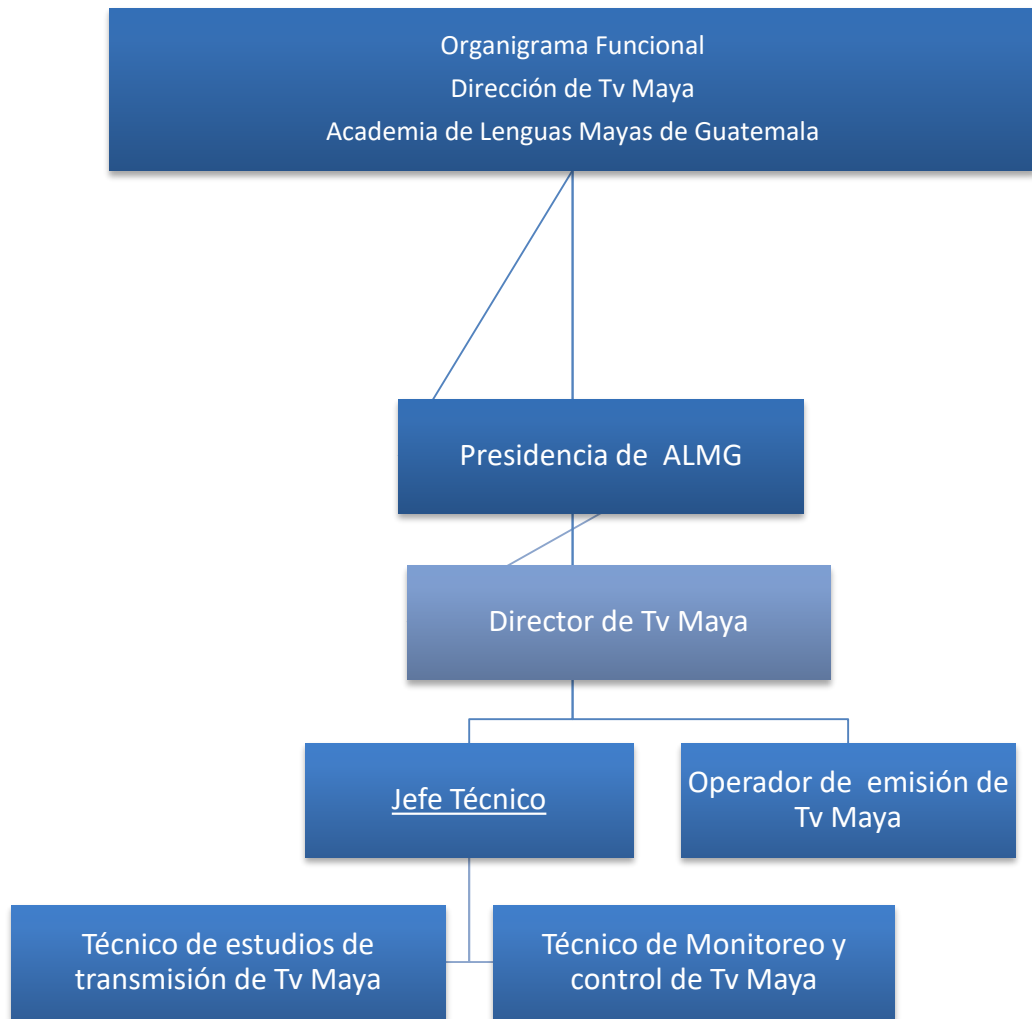 Organigrama Funcional
Dirección de Tv Maya
Academia de Lenguas Mayas de Guatemala
Presidencia de  ALMG
Director de Tv Maya
Jefe Técnico
Operador de  emisión de
Tv Maya
Técnico de estudios de
transmisión de Tv Maya
Técnico de Monitoreo y
control de Tv Maya